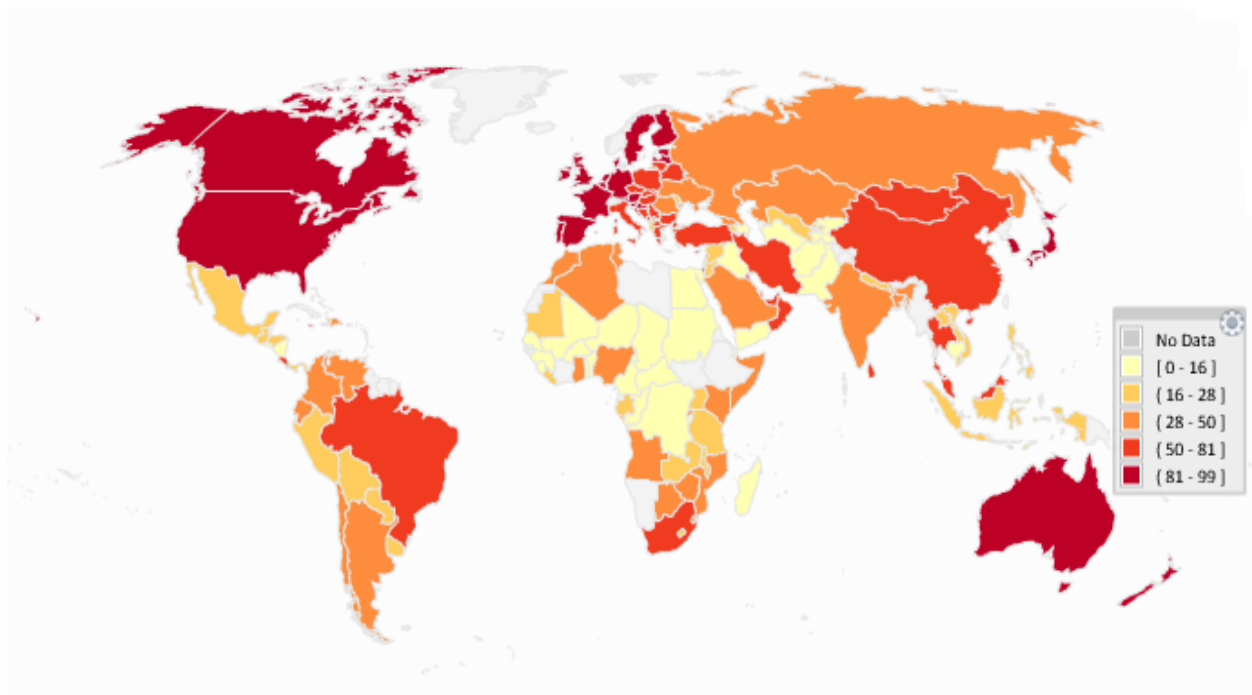 No Data
[ 0 - 16 ]
( 16 - 28 ]
( 28 - 50 ]
( 50 - 81 ]
( 81 - 99 ]